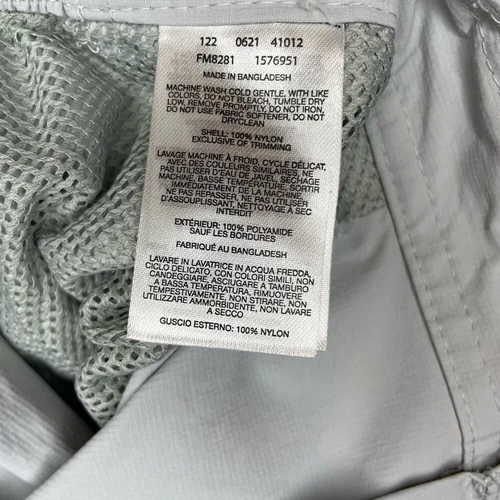 122 0621 41012
FM8281 1576951
MADE IN BANGLADESH
MACHINE WASH COLD GENTLE, WITH LIKE
COLORS, DO NOT BLEACH, TUMBLE DRY
LOW, REMOVE PROMPTLY, DO NOT IRON,
DO NOT USE FABRIC SOFTENER, DO NOT
DRYCLEAN
SHELL: 100% NYLON
EXCLUSIVE OF TRIMMING
LAVAGE MACHINE À FROID, CYCLE DÉLICAT,
AVEC DES COULEURS SIMILAIRES, NE
PAS UTILISER D'EAU DE JAVEL, SÉCHAGE
MACHINE, BASSE TEMPÉRATURE, SORTIR
IMMÉDIATEMENT DE LA MACHINE,
NE PAS REPASSER, NE PAS UTILISER
D'ASSOUPLISSANT, NETTOYAGE À SEC
INTERDIT
EXTÉRIEUR: 100% POLYAMIDE
SAUF LES BORDURES
FABRIQUÉ AU BANGLADESH
LAVARE IN LAVATRICE IN ACQUA FREDDA,
CICLO DELICATO, CON COLORI SIMILI, NON
CANDEGGIARE, ASCIUGARE A TAMBURO
A BASSA TEMPERATURA, RIMUOVERE
TEMPESTIVAMENTE, NON STIRARE, NON
UTILIZZARE AMMORBIDENTE, NON LAVARE
A SECCO
GUSCIO ESTERNO: 100% NYLON